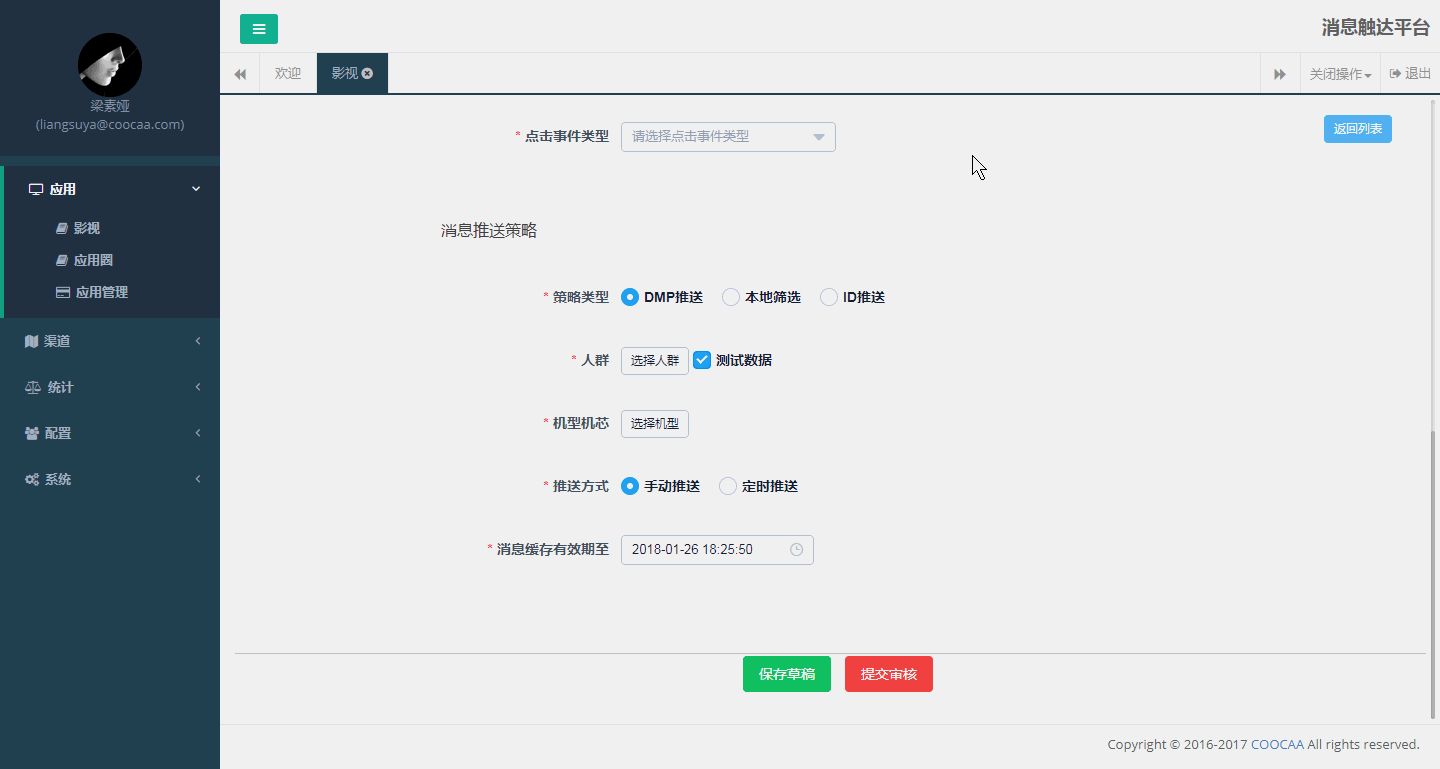 消息触达平台
梁素娅
(liangsuya@coocaa.com)
欢迎
影视
关闭操作
退出
应用
影视
应用圈
应用管理
渠道
统计
配置
系统
* 点击事件类型 请选择点击事件类型
返回列表
消息推送策略
* 策略类型 DMP推送 本地筛选 ID推送
* 人群 选择人群 测试数据
* 机型机芯 选择机型
* 推送方式 手动推送 定时推送
* 消息缓存有效期至 2018-01-26 18:25:50
保存草稿 提交审核
Copyright © 2016-2017 COOCAA All rights reserved.